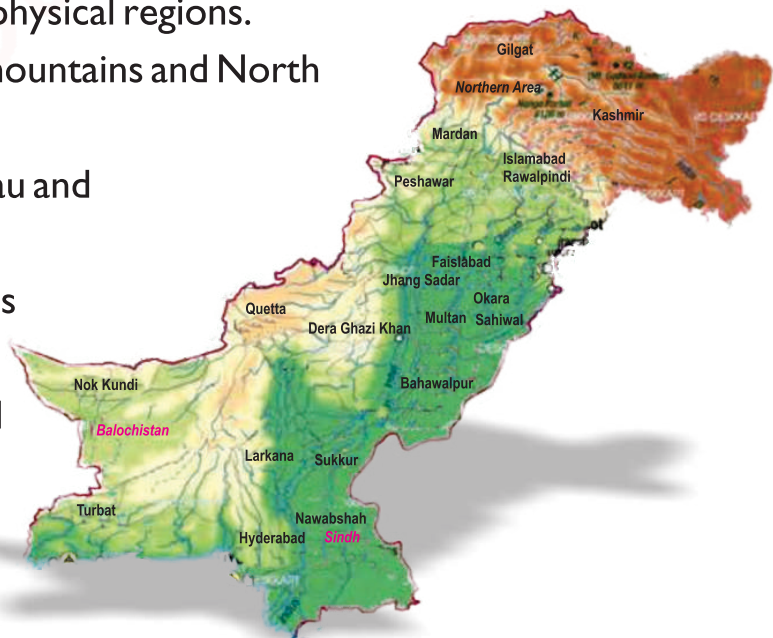 physical regions.
mountains and North
au and
s
Gilgat
Northern Area
Kashmir
Mardan
Islamabad
Rawalpindi
Peshawar
Faislabad
Jhang Sadar
Okara
Quetta
Multan
Sahiwal
Dera Ghazi Khan
Nok Kundi
Bahawalpur
Balochistan
Larkana
Sukkur
Turbat
Nawabshah
Hyderabad
Sindh